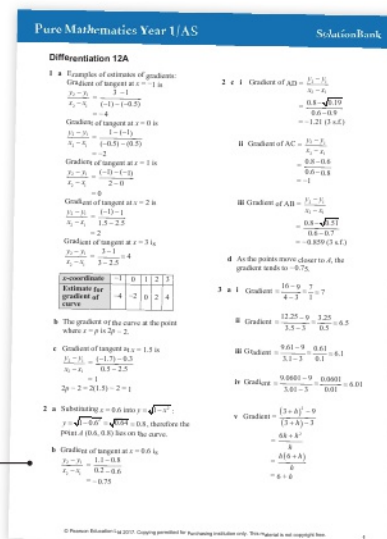 Pure Mathematics Year 1/AS
SolutionBank
Differentiation 12A
1 a Examples of estimates of gradients:
Gradient of tangent at x = −1 is
(y₂ − y₁)/(x₂ − x₁) = (3 − 1)/((−1) − (−0.5))
= −4
Gradient of tangent at x = 0 is
(y₂ − y₁)/(x₂ − x₁) = (1 − (−1))/((−0.5) − (0.5))
= −2
Gradient of tangent at x = 1 is
(y₂ − y₁)/(x₂ − x₁) = ((−1) − (−1))/(2 − 0)
= 0
Gradient of tangent at x = 2 is
(y₂ − y₁)/(x₂ − x₁) = ((−1) − 1)/(1.5 − 2.5)
= 2
Gradient of tangent at x = 3 is
(y₂ − y₁)/(x₂ − x₁) = (3 − 1)/(3 − 2.5) = 4
x-coordinate −1 0 1 2 3
Estimate for gradient of curve −4 −2 0 2 4
b The gradient of the curve at the point
where x = p is 2p − 2.
c Gradient of tangent at x = 1.5 is
(y₂ − y₁)/(x₂ − x₁) = ((−1.7) − 0.3)/(0.5 − 2.5)
= 1
2p − 2 = 2(1.5) − 2 = 1
2 a Substituting x = 0.6 into y = √(1 − x²):
y = √(1 − 0.6²) = √0.64 = 0.8, therefore the
point A (0.6, 0.8) lies on the curve.
b Gradient of tangent at x = 0.6 is
(y₂ − y₁)/(x₂ − x₁) = (1.1 − 0.8)/(0.2 − 0.6)
= −0.75
2 c i Gradient of AD = (y₂ − y₁)/(x₂ − x₁)
= (0.8 − √0.19)/(0.6 − 0.9)
= −1.21 (3 s.f.)
ii Gradient of AC = (y₂ − y₁)/(x₂ − x₁)
= (0.8 − 0.6)/(0.6 − 0.8)
= −1
iii Gradient of AB = (y₂ − y₁)/(x₂ − x₁)
= (0.8 − √0.51)/(0.6 − 0.7)
= −0.859 (3 s.f.)
d As the points move closer to A, the
gradient tends to −0.75.
3 a i Gradient = (16 − 9)/(4 − 3) = 7/1 = 7
ii Gradient = (12.25 − 9)/(3.5 − 3) = 3.25/0.5 = 6.5
iii Gradient = (9.61 − 9)/(3.1 − 3) = 0.61/0.1 = 6.1
iv Gradient = (9.0601 − 9)/(3.01 − 3) = 0.0601/0.01 = 6.01
v Gradient = ((3 + h)² − 9)/((3 + h) − 3)
= (6h + h²)/h
= h(6 + h)/h
= 6 + h
© Pearson Education Ltd 2017. Copying permitted for purchasing institution only. This material is not copyright free.